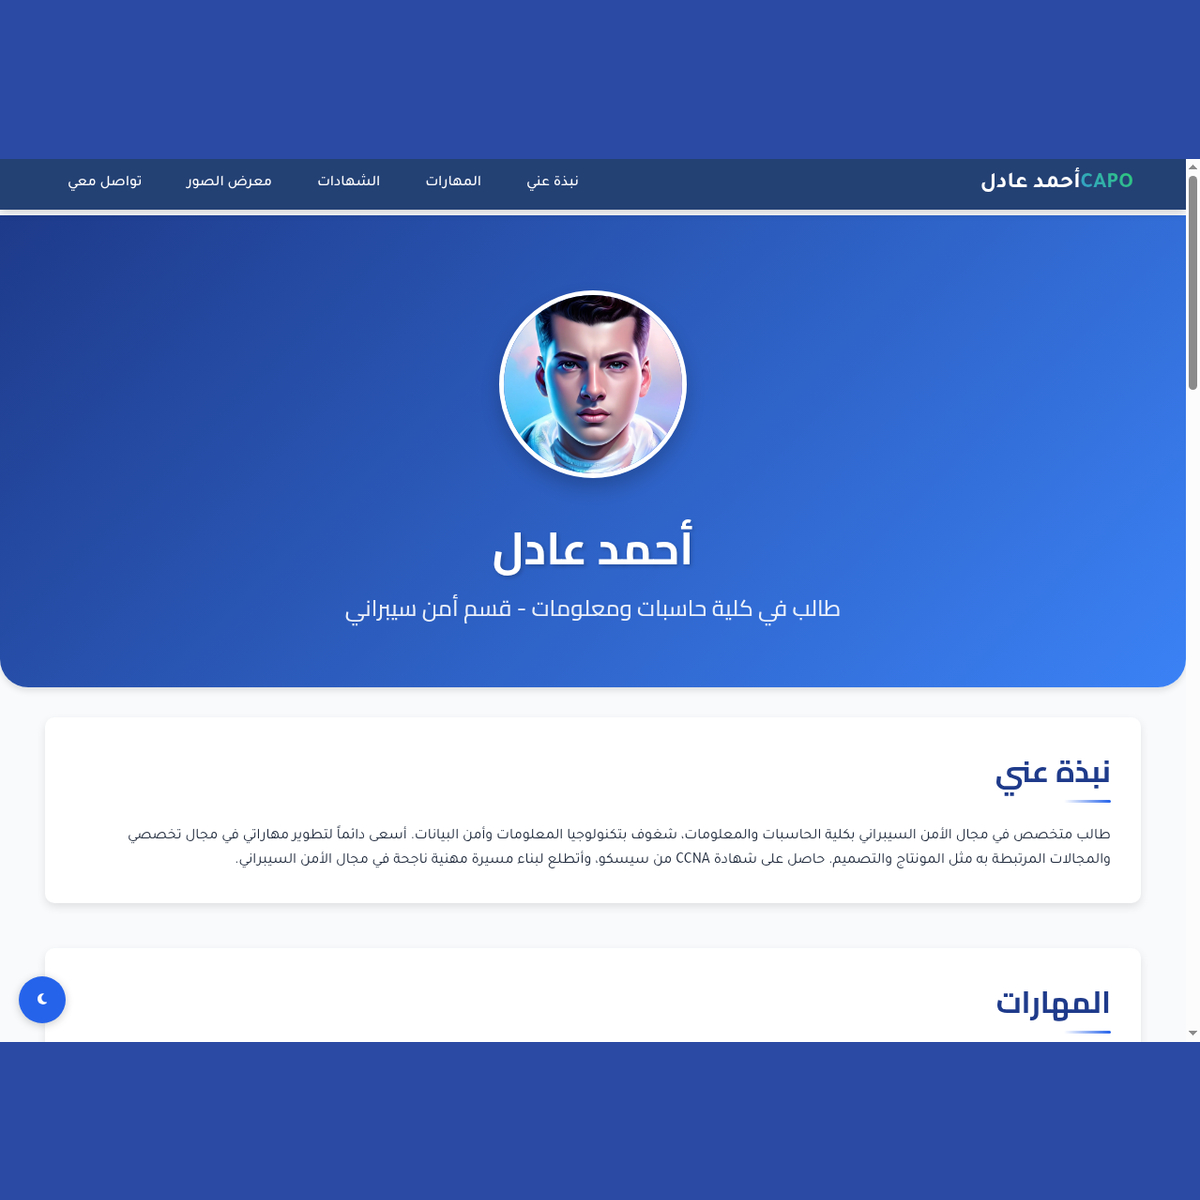 CAPOأحمد عادل
نبذة عني
المهارات
الشهادات
معرض الصور
تواصل معي
أحمد عادل
طالب في كلية حاسبات ومعلومات - قسم أمن سيبراني
نبذة عني
طالب متخصص في مجال الأمن السيبراني بكلية الحاسبات والمعلومات، شغوف بتكنولوجيا المعلومات وأمن البيانات. أسعى دائماً لتطوير مهاراتي في مجال تخصصي
والمجالات المرتبطة به مثل المونتاج والتصميم. حاصل على شهادة CCNA من سيسكو، وأتطلع لبناء مسيرة مهنية ناجحة في مجال الأمن السيبراني.
المهارات